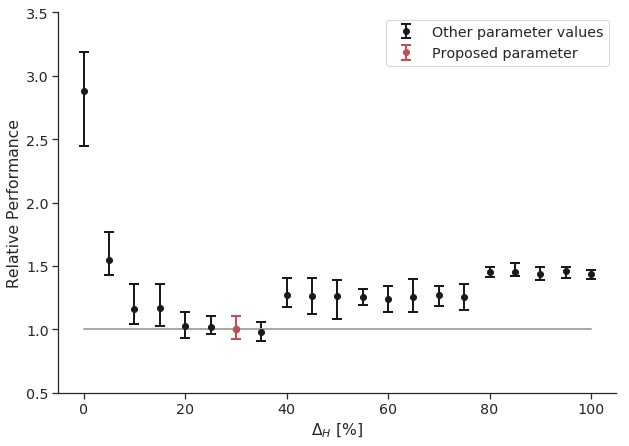 3.5
3.0
2.5
2.0
1.5
1.0
0.5
Relative Performance
Other parameter values
Proposed parameter
0 20 40 60 80 100
Δ_H [%]